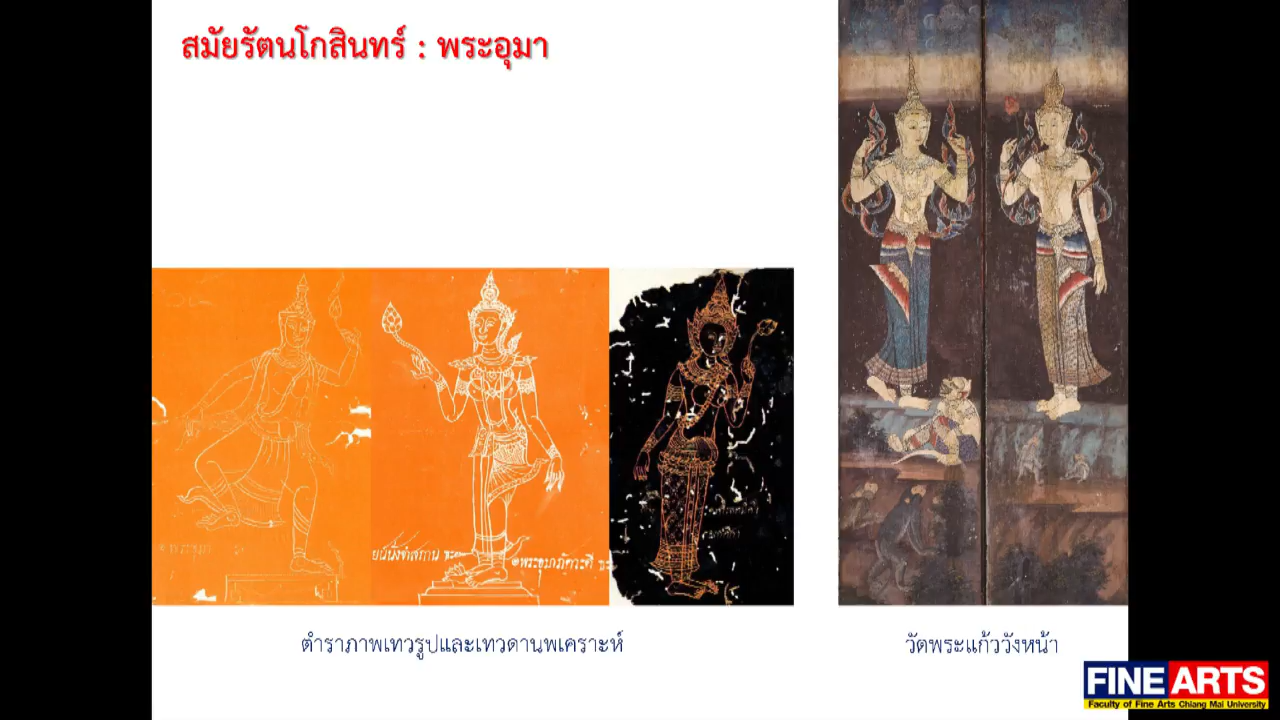 สมัยรัตนโกสินทร์ : พระอุมา
ตำราภาพเทวรูปและเทวดานพเคราะห์
วัดพระแก้ววังหน้า
FINE ARTS
Faculty of Fine Arts Chiang Mai University